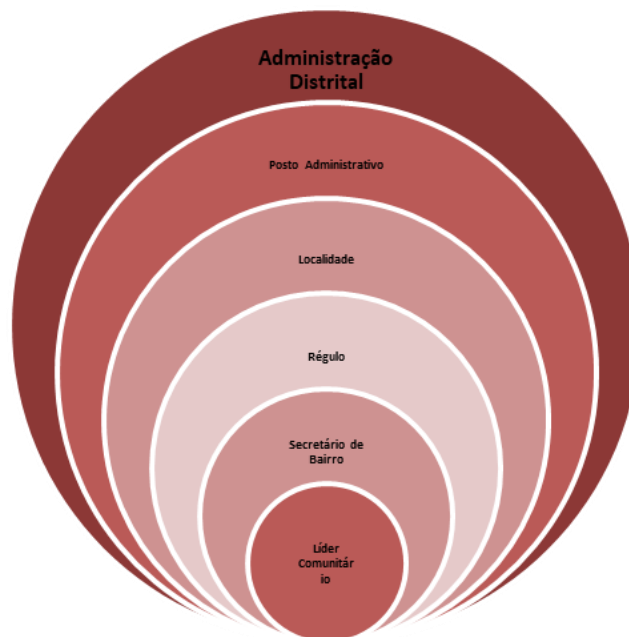 Administração
Distrital
Posto Administrativo
Localidade
Régulo
Secretário de
Bairro
Líder
Comunitár
io